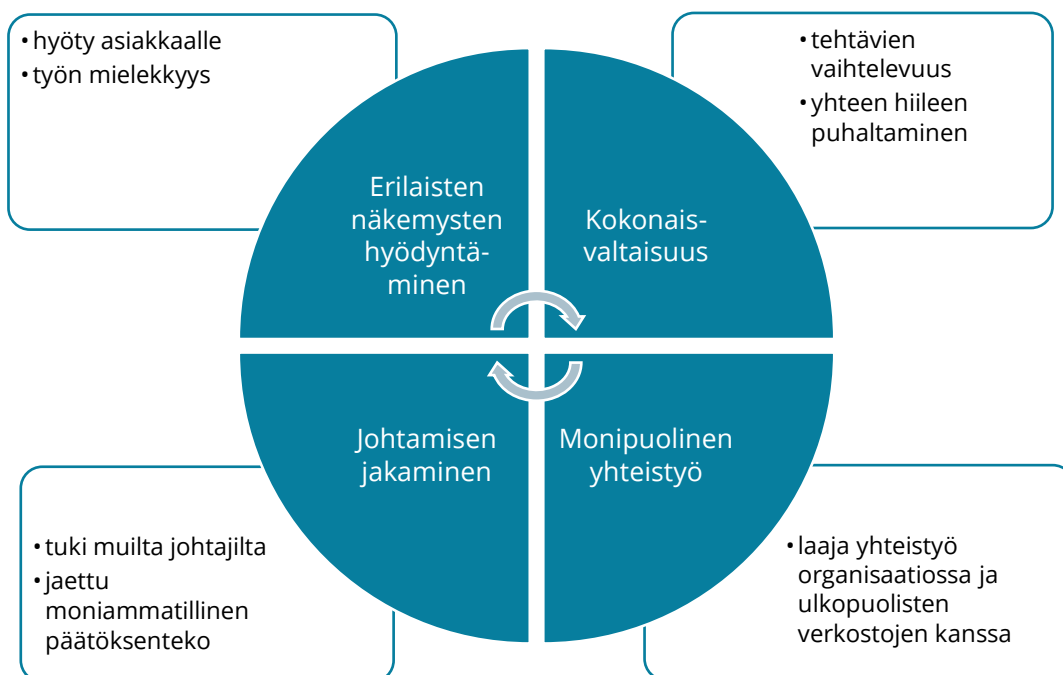 • hyöty asiakkaalle
• työn mielekkyys
• tehtävien
vaihtelevuus
• yhteen hiileen
puhaltaminen
Erilaisten
näkemysten
hyödyntä-
minen
Kokonais-
valtaisuus
Johtamisen
jakaminen
Monipuolinen
yhteistyö
• tuki muilta johtajilta
• jaettu
moniammatillinen
päätöksenteko
• laaja yhteistyö
organisaatiossa ja
ulkopuolisten
verkostojen kanssa